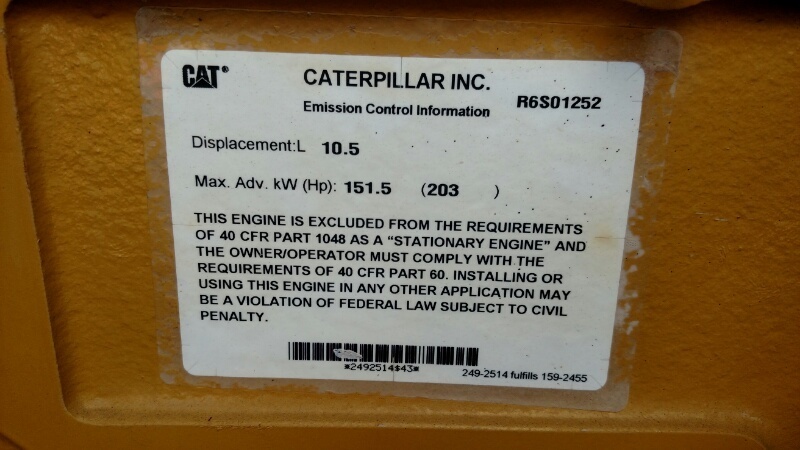 CAT®
CATERPILLAR INC.
Emission Control Information
R6S01252
Displacement:L 10.5
Max. Adv. kW (Hp): 151.5 (203 )
THIS ENGINE IS EXCLUDED FROM THE REQUIREMENTS
OF 40 CFR PART 1048 AS A “STATIONARY ENGINE” AND
THE OWNER/OPERATOR MUST COMPLY WITH THE
REQUIREMENTS OF 40 CFR PART 60. INSTALLING OR
USING THIS ENGINE IN ANY OTHER APPLICATION MAY
BE A VIOLATION OF FEDERAL LAW SUBJECT TO CIVIL
PENALTY.
*2492514$43*
249-2514 fulfills 159-2455